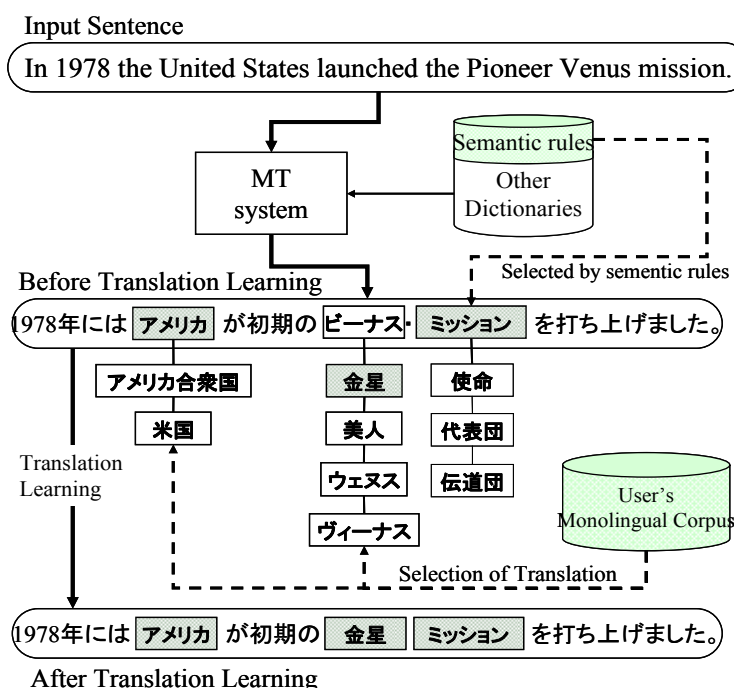 Input Sentence
In 1978 the United States launched the Pioneer Venus mission.
Semantic rules
MT
system
Other
Dictionaries
Selected by sementic rules
Before Translation Learning
1978年には アメリカ が初期の ビーナス・ ミッション を打ち上げました。
アメリカ合衆国 金星 使命
米国 美人 代表団
Translation
Learning
ウェヌス 伝道団
ヴィーナス
User's
Monolingual Corpus
Selection of Translation
1978年には アメリカ が初期の 金星 ミッション を打ち上げました。
After Translation Learning